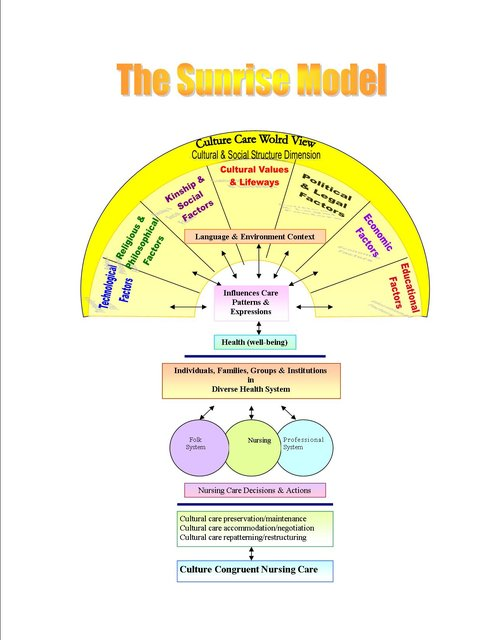 The Sunrise Model
Culture Care Wolrd View
Cultural & Social Structure Dimension
Cultural Values
& Lifeways
Kinship &
Social
Factors
Political
& Legal
Factors
Religious &
Philosophical
Factors
Economic
Factors
Technological
Factors
Educational
Factors
Language & Environment Context
Influences Care
Patterns &
Expressions
Health (well-being)
Individuals, Families, Groups & Institutions
in
Diverse Health System
Folk
System
Nursing
Professional
System
Nursing Care Decisions & Actions
Cultural care preservation/maintenance
Cultural care accommodation/negotiation
Cultural care repatterning/restructuring
Culture Congruent Nursing Care